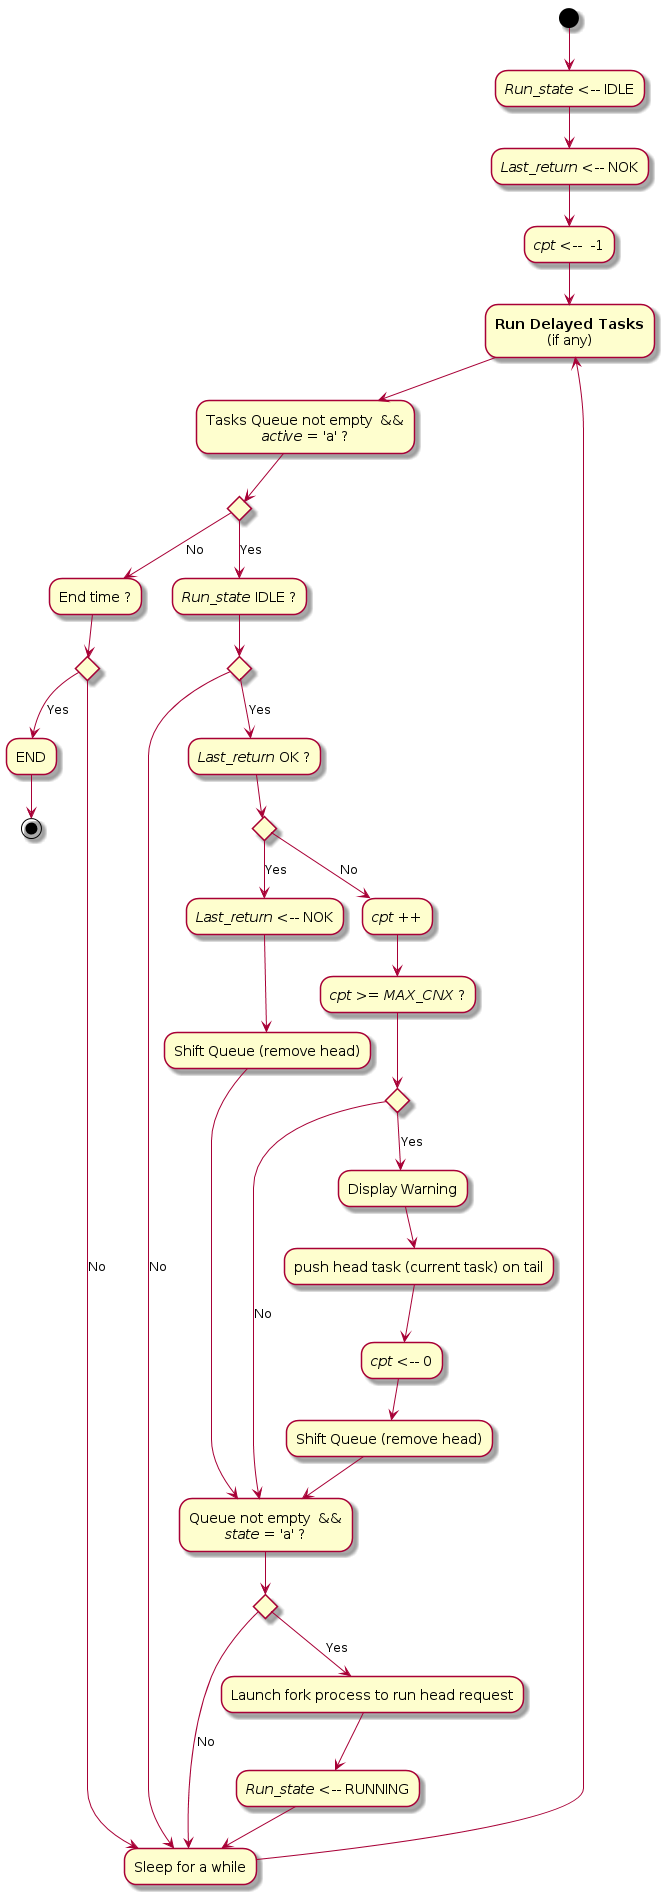 Run_state <-- IDLE
Last_return <-- NOK
cpt <-- -1
Run Delayed Tasks
(if any)
Tasks Queue not empty &&
active = 'a' ?
No
Yes
End time ?
Run_state IDLE ?
Yes
Yes
END
Last_return OK ?
Yes
No
Last_return <-- NOK
cpt ++
cpt >= MAX_CNX ?
Shift Queue (remove head)
Yes
Display Warning
No
No
push head task (current task) on tail
No
cpt <-- 0
Shift Queue (remove head)
Queue not empty &&
state = 'a' ?
Yes
Launch fork process to run head request
No
Run_state <-- RUNNING
Sleep for a while